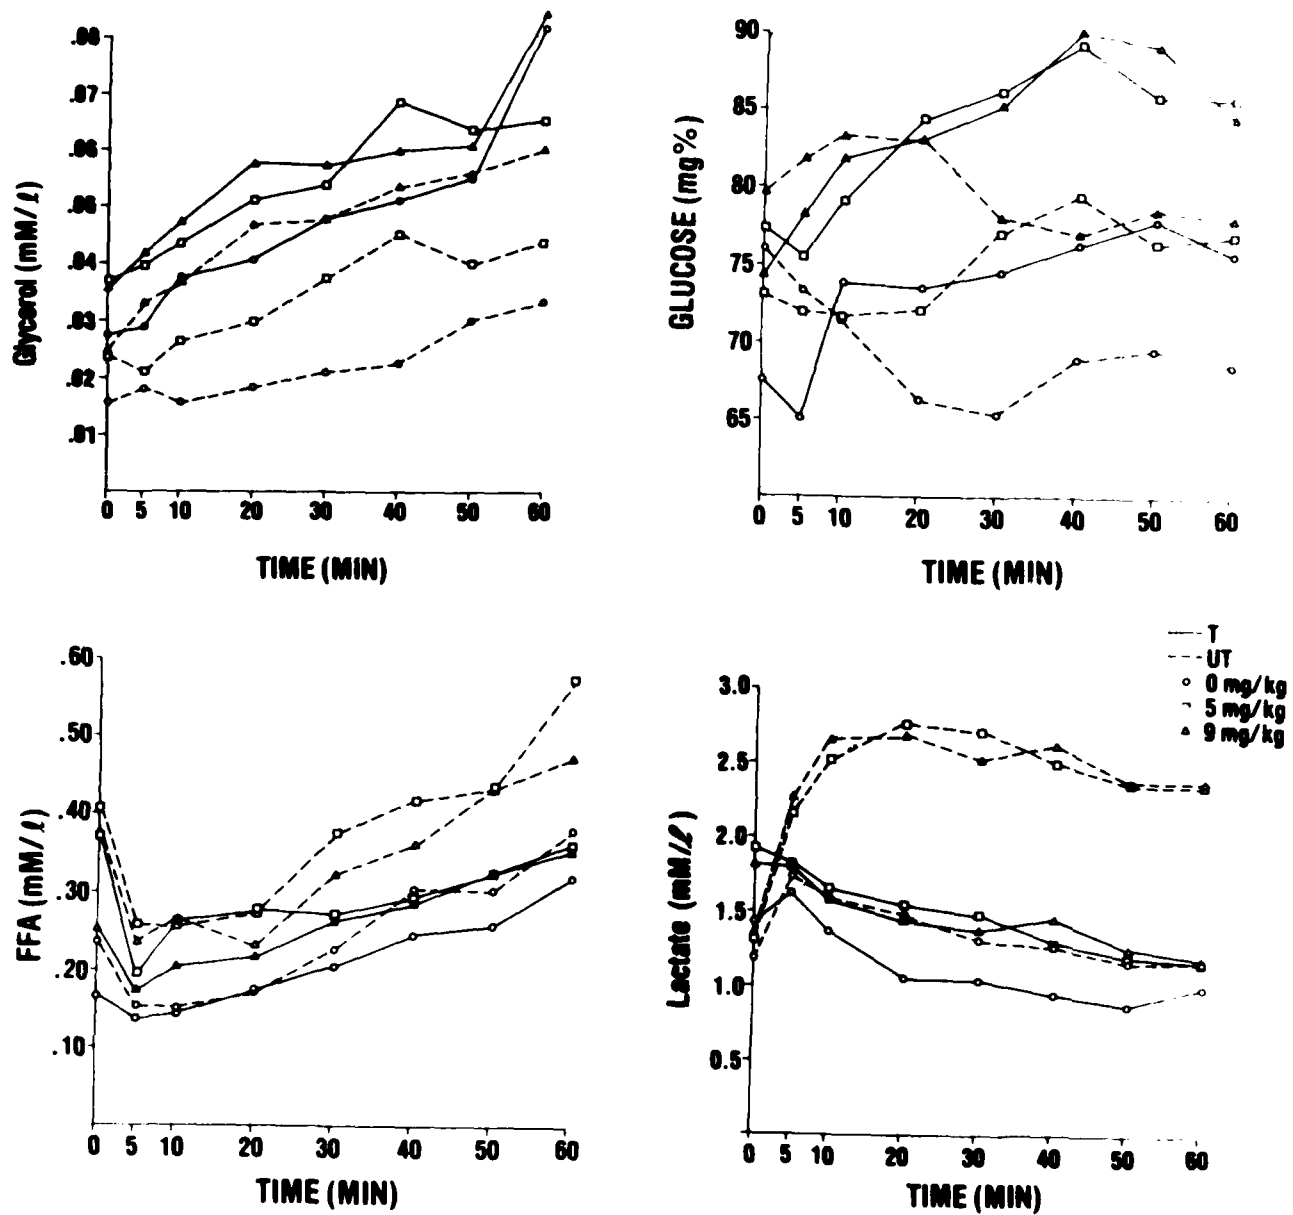 .08
.07
.06
.05
.04
.03
.02
.01
Glycerol (mM/ℓ)
0 5 10 20 30 40 50 60
TIME (MIN)
90
85
80
75
70
65
GLUCOSE (mg%)
0 5 10 20 30 40 50 60
TIME (MIN)
.60
.50
.40
.30
.20
.10
FFA (mM/ℓ)
0 5 10 20 30 40 50 60
TIME (MIN)
T
UT
0 mg/kg
5 mg/kg
9 mg/kg
3.0
2.5
2.0
1.5
1.0
0.5
Lactate (mM/ℓ)
0 5 10 20 30 40 50 60
TIME (MIN)